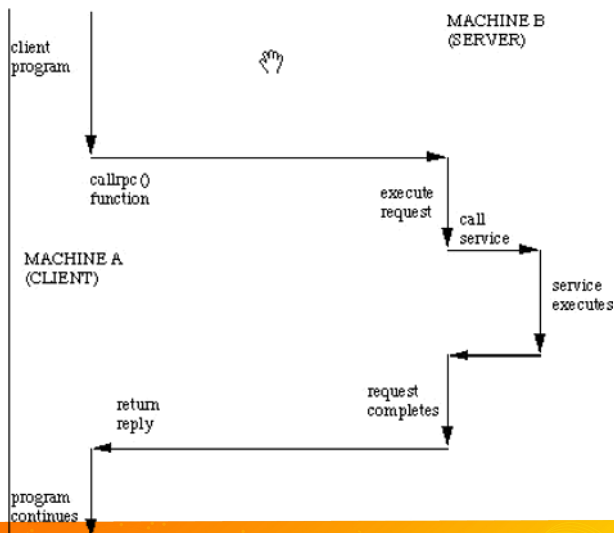 MACHINE B
(SERVER)
client
program
callrpc()
function
execute
request
call
service
MACHINE A
(CLIENT)
service
executes
request
completes
return
reply
program
continues